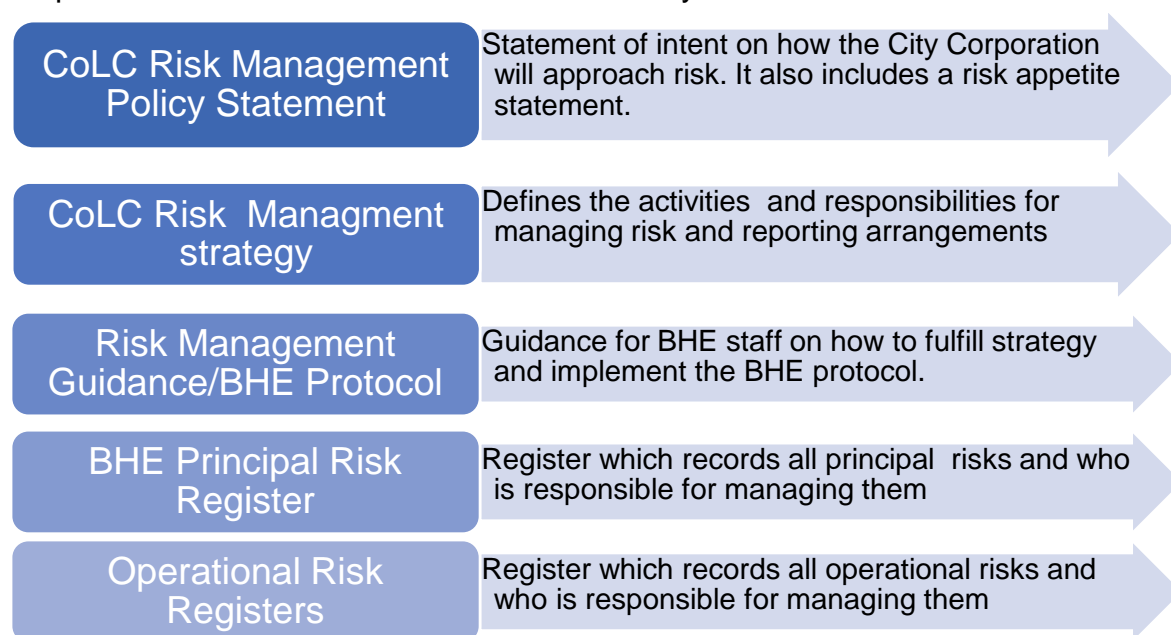 CoLC Risk Management
Policy Statement
Statement of intent on how the City Corporation
will approach risk. It also includes a risk appetite
statement.
CoLC Risk Managment
strategy
Defines the activities and responsibilities for
managing risk and reporting arrangements
Risk Management
Guidance/BHE Protocol
Guidance for BHE staff on how to fulfill strategy
and implement the BHE protocol.
BHE Principal Risk
Register
Register which records all principal risks and who
is responsible for managing them
Operational Risk
Registers
Register which records all operational risks and
who is responsible for managing them